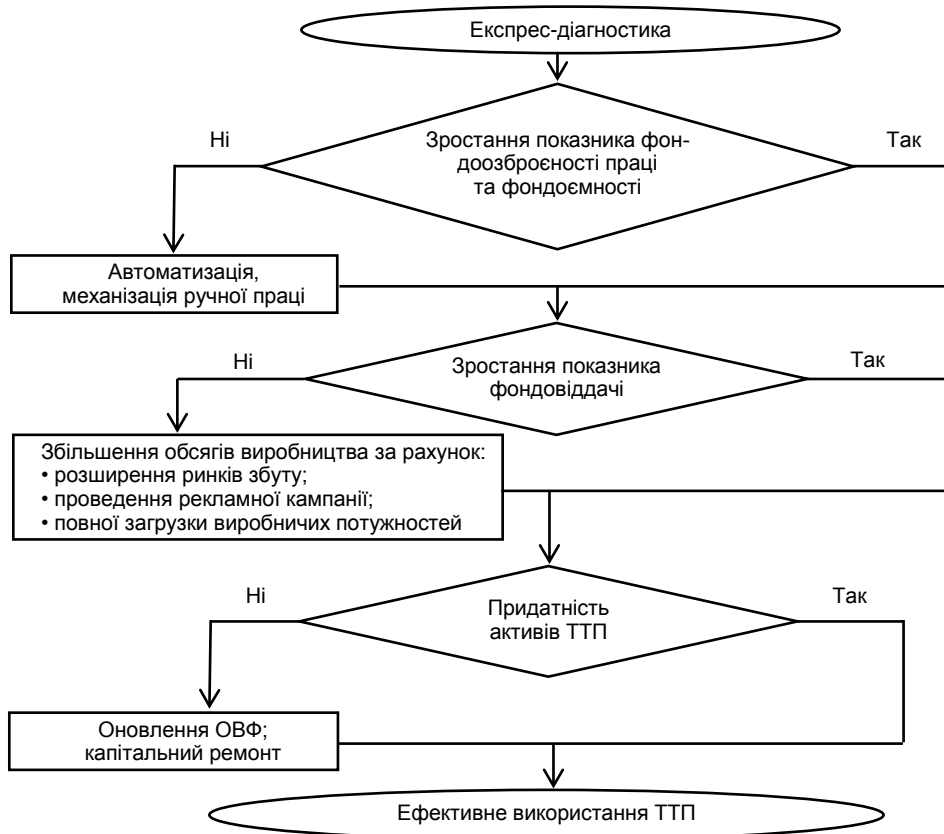 Експрес-діагностика
Ні
Зростання показника фон-
доозброєності праці
та фондоємності
Так
Автоматизація,
механізація ручної праці
Ні
Зростання показника
фондовіддачі
Так
Збільшення обсягів виробництва за рахунок:
• розширення ринків збуту;
• проведення рекламної кампанії;
• повної загрузки виробничих потужностей
Ні
Придатність
активів ТТП
Так
Оновлення ОВФ;
капітальний ремонт
Ефективне використання ТТП